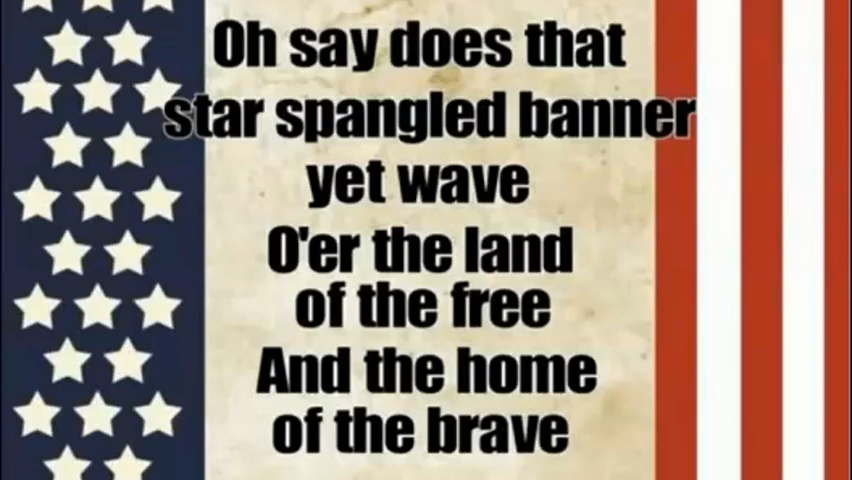 Oh say does that
star spangled banner
yet wave
O'er the land
of the free
And the home
of the brave